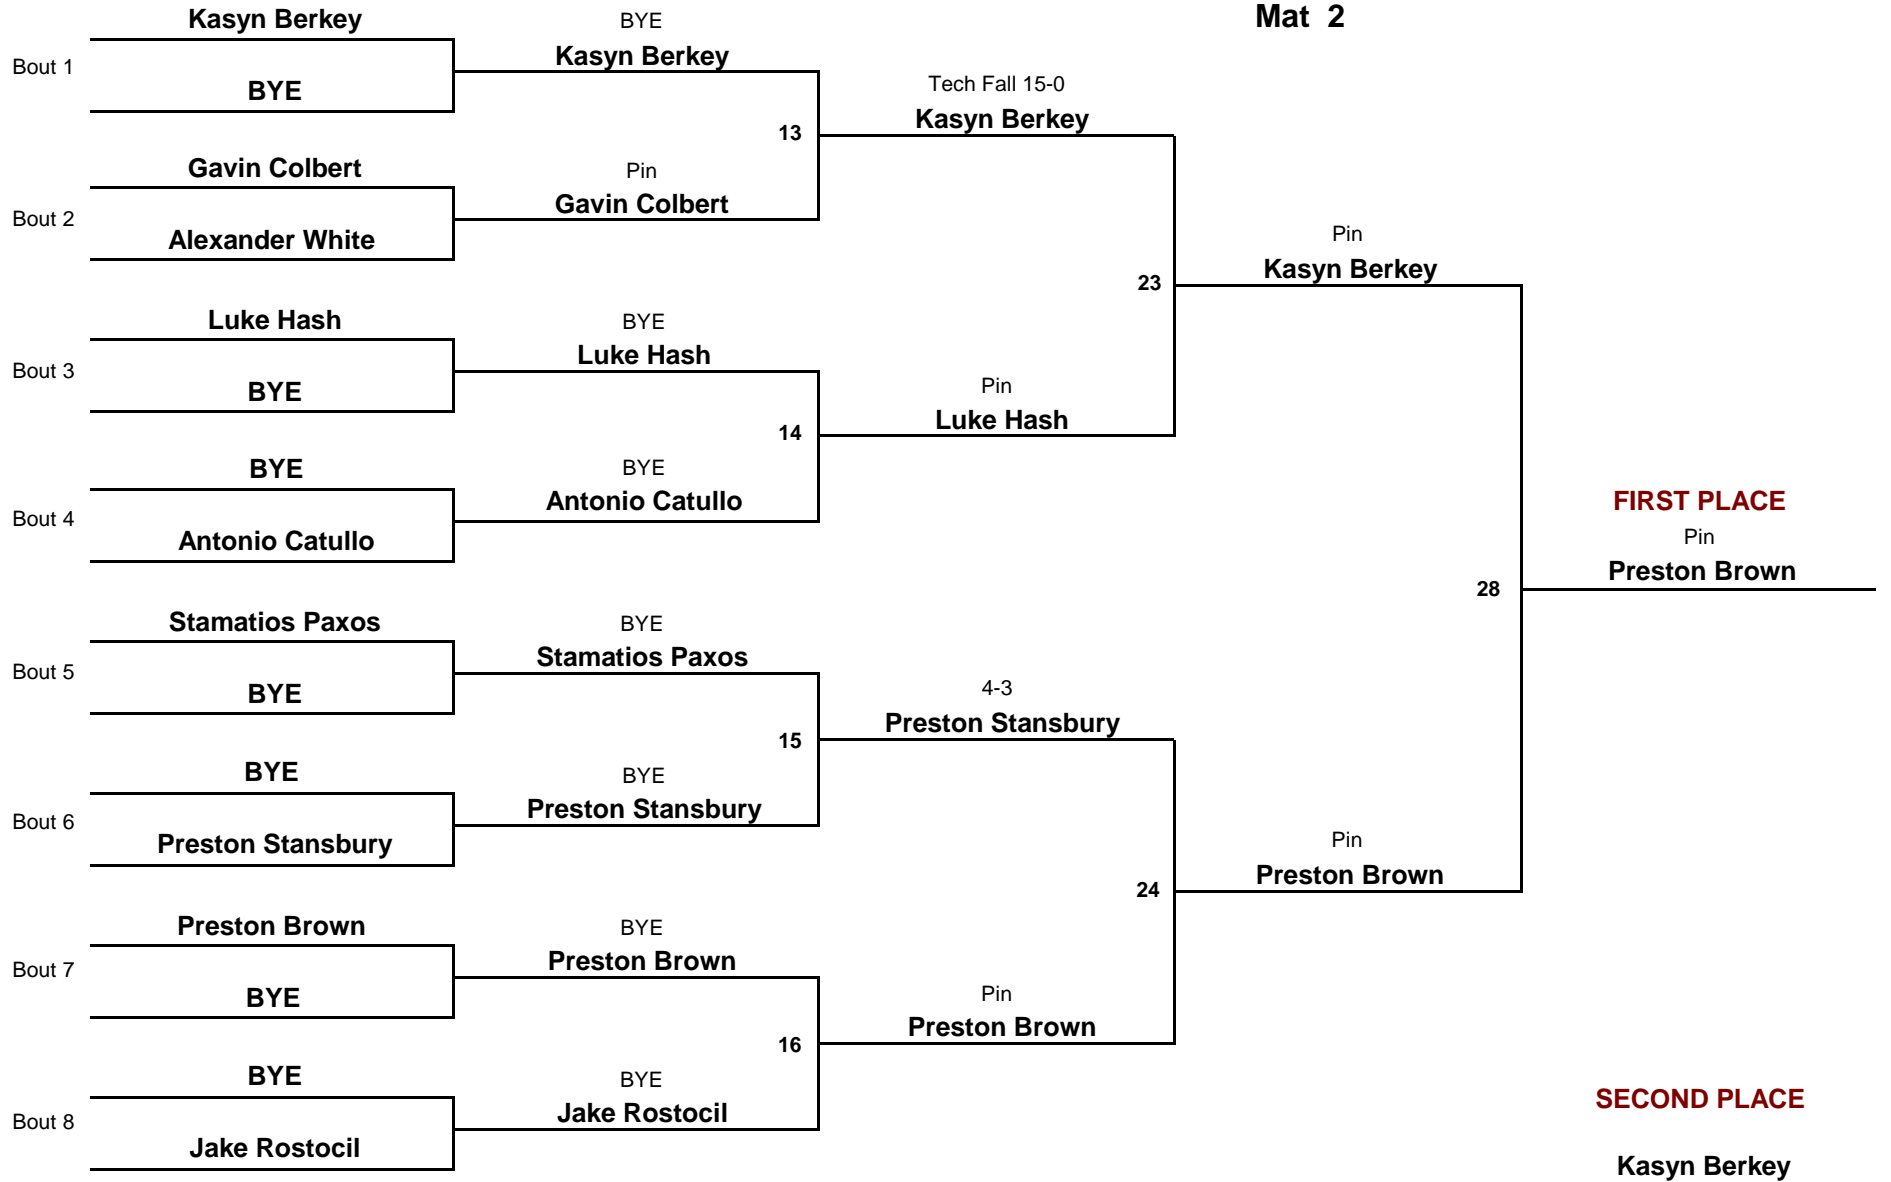 Mat 2
Kasyn Berkey
Bout 1
BYE
Gavin Colbert
Bout 2
Alexander White
Luke Hash
Bout 3
BYE
BYE
Bout 4
Antonio Catullo
Stamatios Paxos
Bout 5
BYE
BYE
Bout 6
Preston Stansbury
Preston Brown
Bout 7
BYE
BYE
Bout 8
Jake Rostocil
BYE
Kasyn Berkey
13
Pin
Gavin Colbert
BYE
Luke Hash
14
BYE
Antonio Catullo
BYE
Stamatios Paxos
15
BYE
Preston Stansbury
BYE
Preston Brown
16
BYE
Jake Rostocil
Tech Fall 15-0
Kasyn Berkey
23
Pin
Luke Hash
4-3
Preston Stansbury
24
Pin
Preston Brown
Pin
Kasyn Berkey
28
Pin
Preston Brown
FIRST PLACE
Pin
Preston Brown
SECOND PLACE
Kasyn Berkey